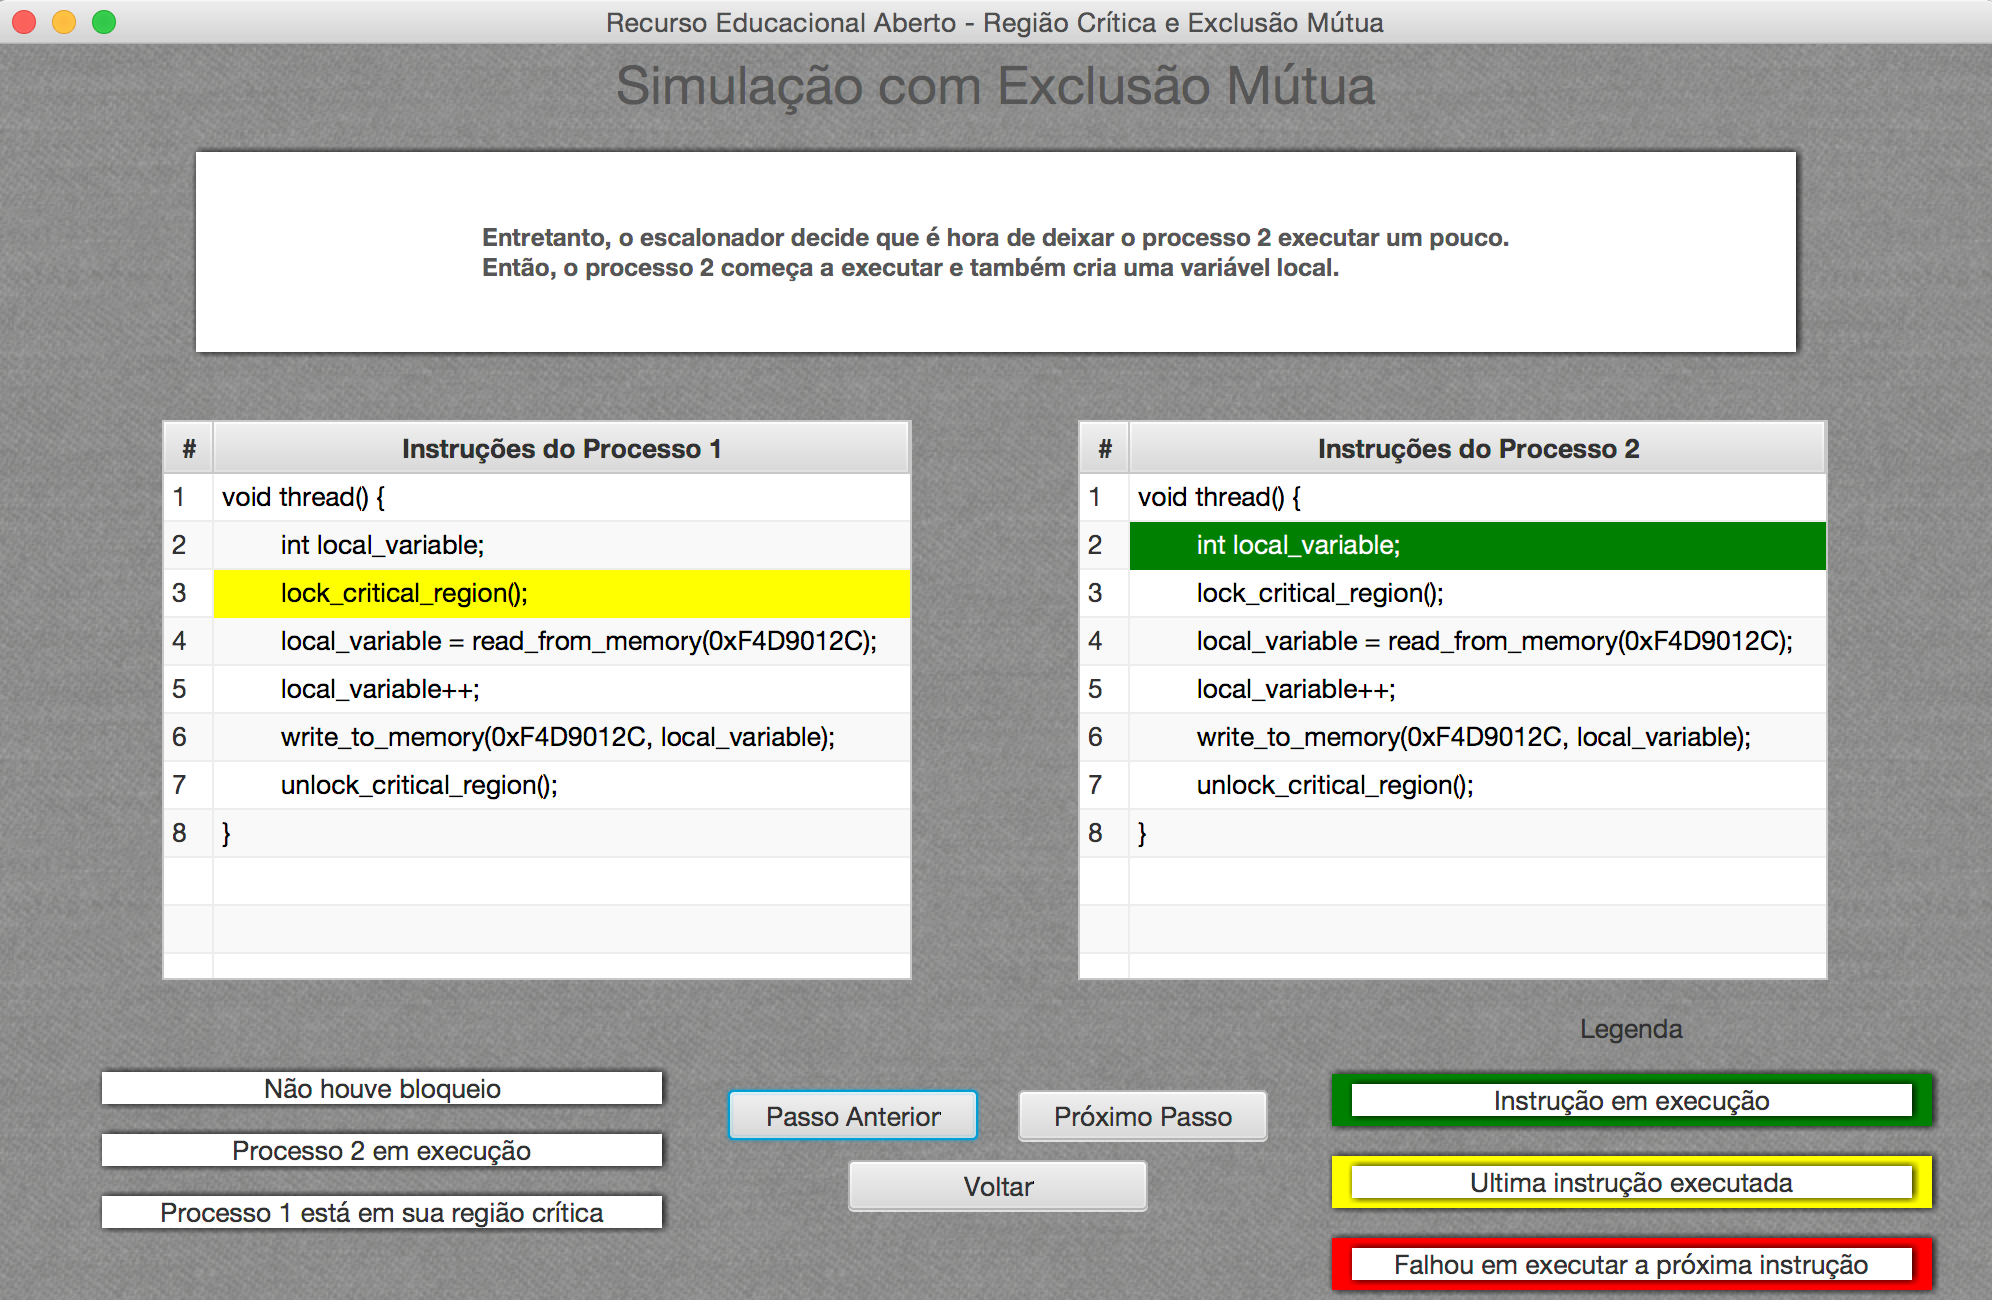 Recurso Educacional Aberto - Região Crítica e Exclusão Mútua
Simulação com Exclusão Mútua
Entretanto, o escalonador decide que é hora de deixar o processo 2 executar um pouco.
Então, o processo 2 começa a executar e também cria uma variável local.
# Instruções do Processo 1
1 void thread() {
2 int local_variable;
3 lock_critical_region();
4 local_variable = read_from_memory(0xF4D9012C);
5 local_variable++;
6 write_to_memory(0xF4D9012C, local_variable);
7 unlock_critical_region();
8 }
# Instruções do Processo 2
1 void thread() {
2 int local_variable;
3 lock_critical_region();
4 local_variable = read_from_memory(0xF4D9012C);
5 local_variable++;
6 write_to_memory(0xF4D9012C, local_variable);
7 unlock_critical_region();
8 }
Não houve bloqueio
Processo 2 em execução
Processo 1 está em sua região crítica
Passo Anterior
Próximo Passo
Voltar
Legenda
Instrução em execução
Ultima instrução executada
Falhou em executar a próxima instrução